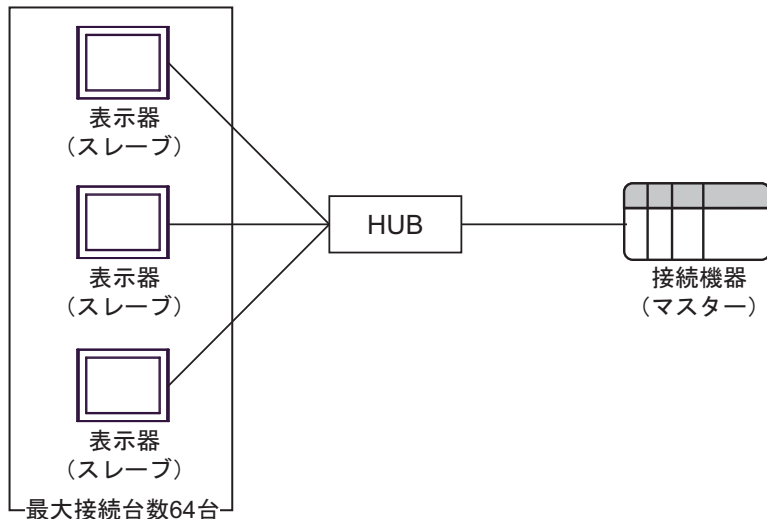 表示器
（スレーブ）
表示器
（スレーブ）
表示器
（スレーブ）
最大接続台数64台
HUB
接続機器
（マスター）